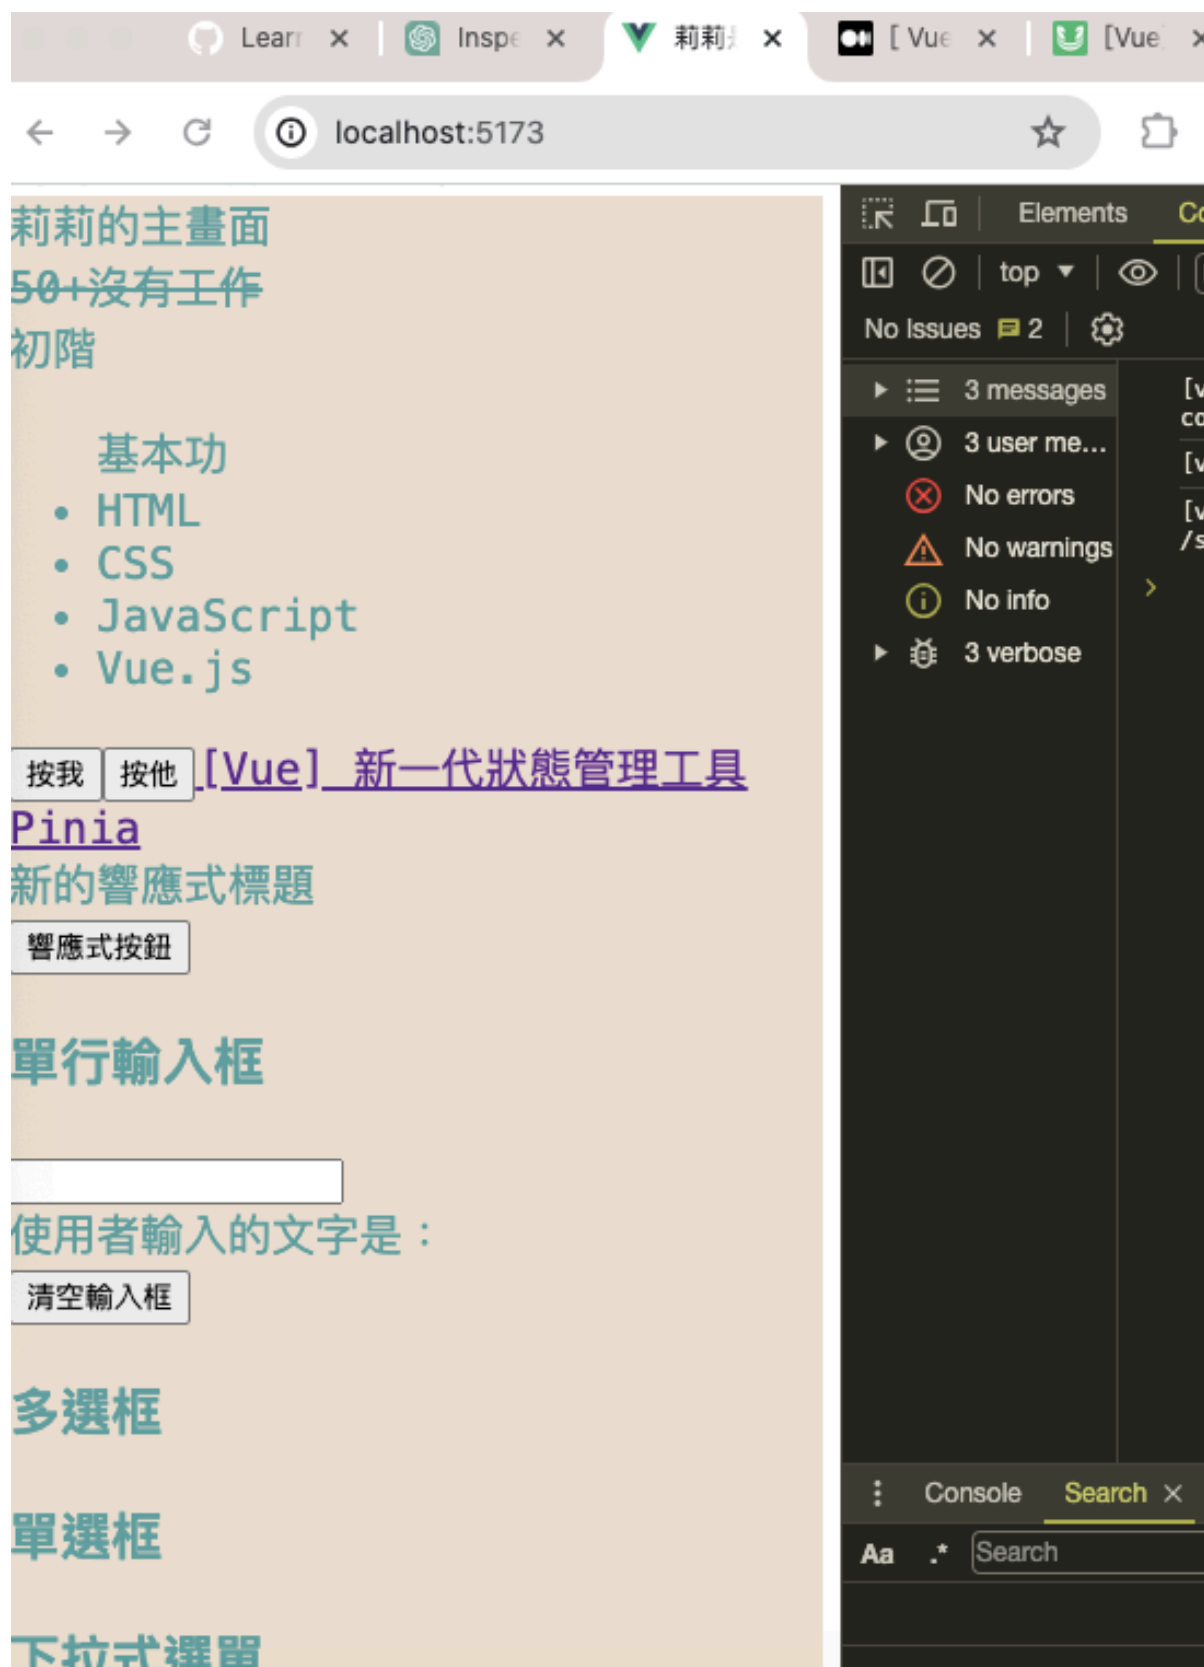 Lear
Inspe
莉莉
[ Vue
[Vue]
localhost:5173
莉莉的主畫面
50+沒有工作
初階
基本功
HTML
CSS
JavaScript
Vue.js
按我 按他 [Vue] 新一代狀態管理工具
Pinia
新的響應式標題
響應式按鈕
單行輸入框
使用者輸入的文字是：
清空輸入框
多選框
單選框
下拉式選單
Elements
top
No Issues 2
3 messages
3 user me...
No errors
No warnings
No info
3 verbose
Console Search
Aa .* Search